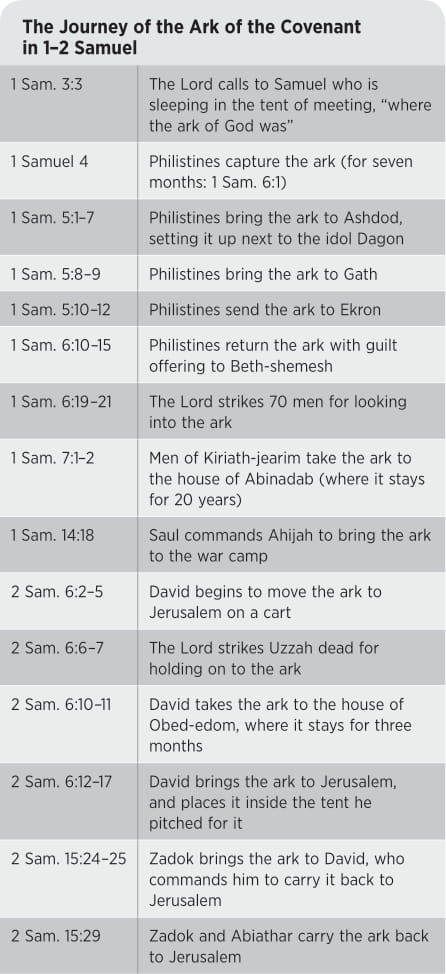 The Journey of the Ark of the Covenant
in 1–2 Samuel
1 Sam. 3:3
The Lord calls to Samuel who is
sleeping in the tent of meeting, “where
the ark of God was”
1 Samuel 4
Philistines capture the ark (for seven
months: 1 Sam. 6:1)
1 Sam. 5:1–7
Philistines bring the ark to Ashdod,
setting it up next to the idol Dagon
1 Sam. 5:8–9
Philistines bring the ark to Gath
1 Sam. 5:10–12
Philistines send the ark to Ekron
1 Sam. 6:10–15
Philistines return the ark with guilt
offering to Beth-shemesh
1 Sam. 6:19–21
The Lord strikes 70 men for looking
into the ark
1 Sam. 7:1–2
Men of Kiriath-jearim take the ark to
the house of Abinadab (where it stays
for 20 years)
1 Sam. 14:18
Saul commands Ahijah to bring the ark
to the war camp
2 Sam. 6:2–5
David begins to move the ark to
Jerusalem on a cart
2 Sam. 6:6–7
The Lord strikes Uzzah dead for
holding on to the ark
2 Sam. 6:10–11
David takes the ark to the house of
Obed-edom, where it stays for three
months
2 Sam. 6:12–17
David brings the ark to Jerusalem,
and places it inside the tent he
pitched for it
2 Sam. 15:24–25
Zadok brings the ark to David, who
commands him to carry it back to
Jerusalem
2 Sam. 15:29
Zadok and Abiathar carry the ark back
to Jerusalem